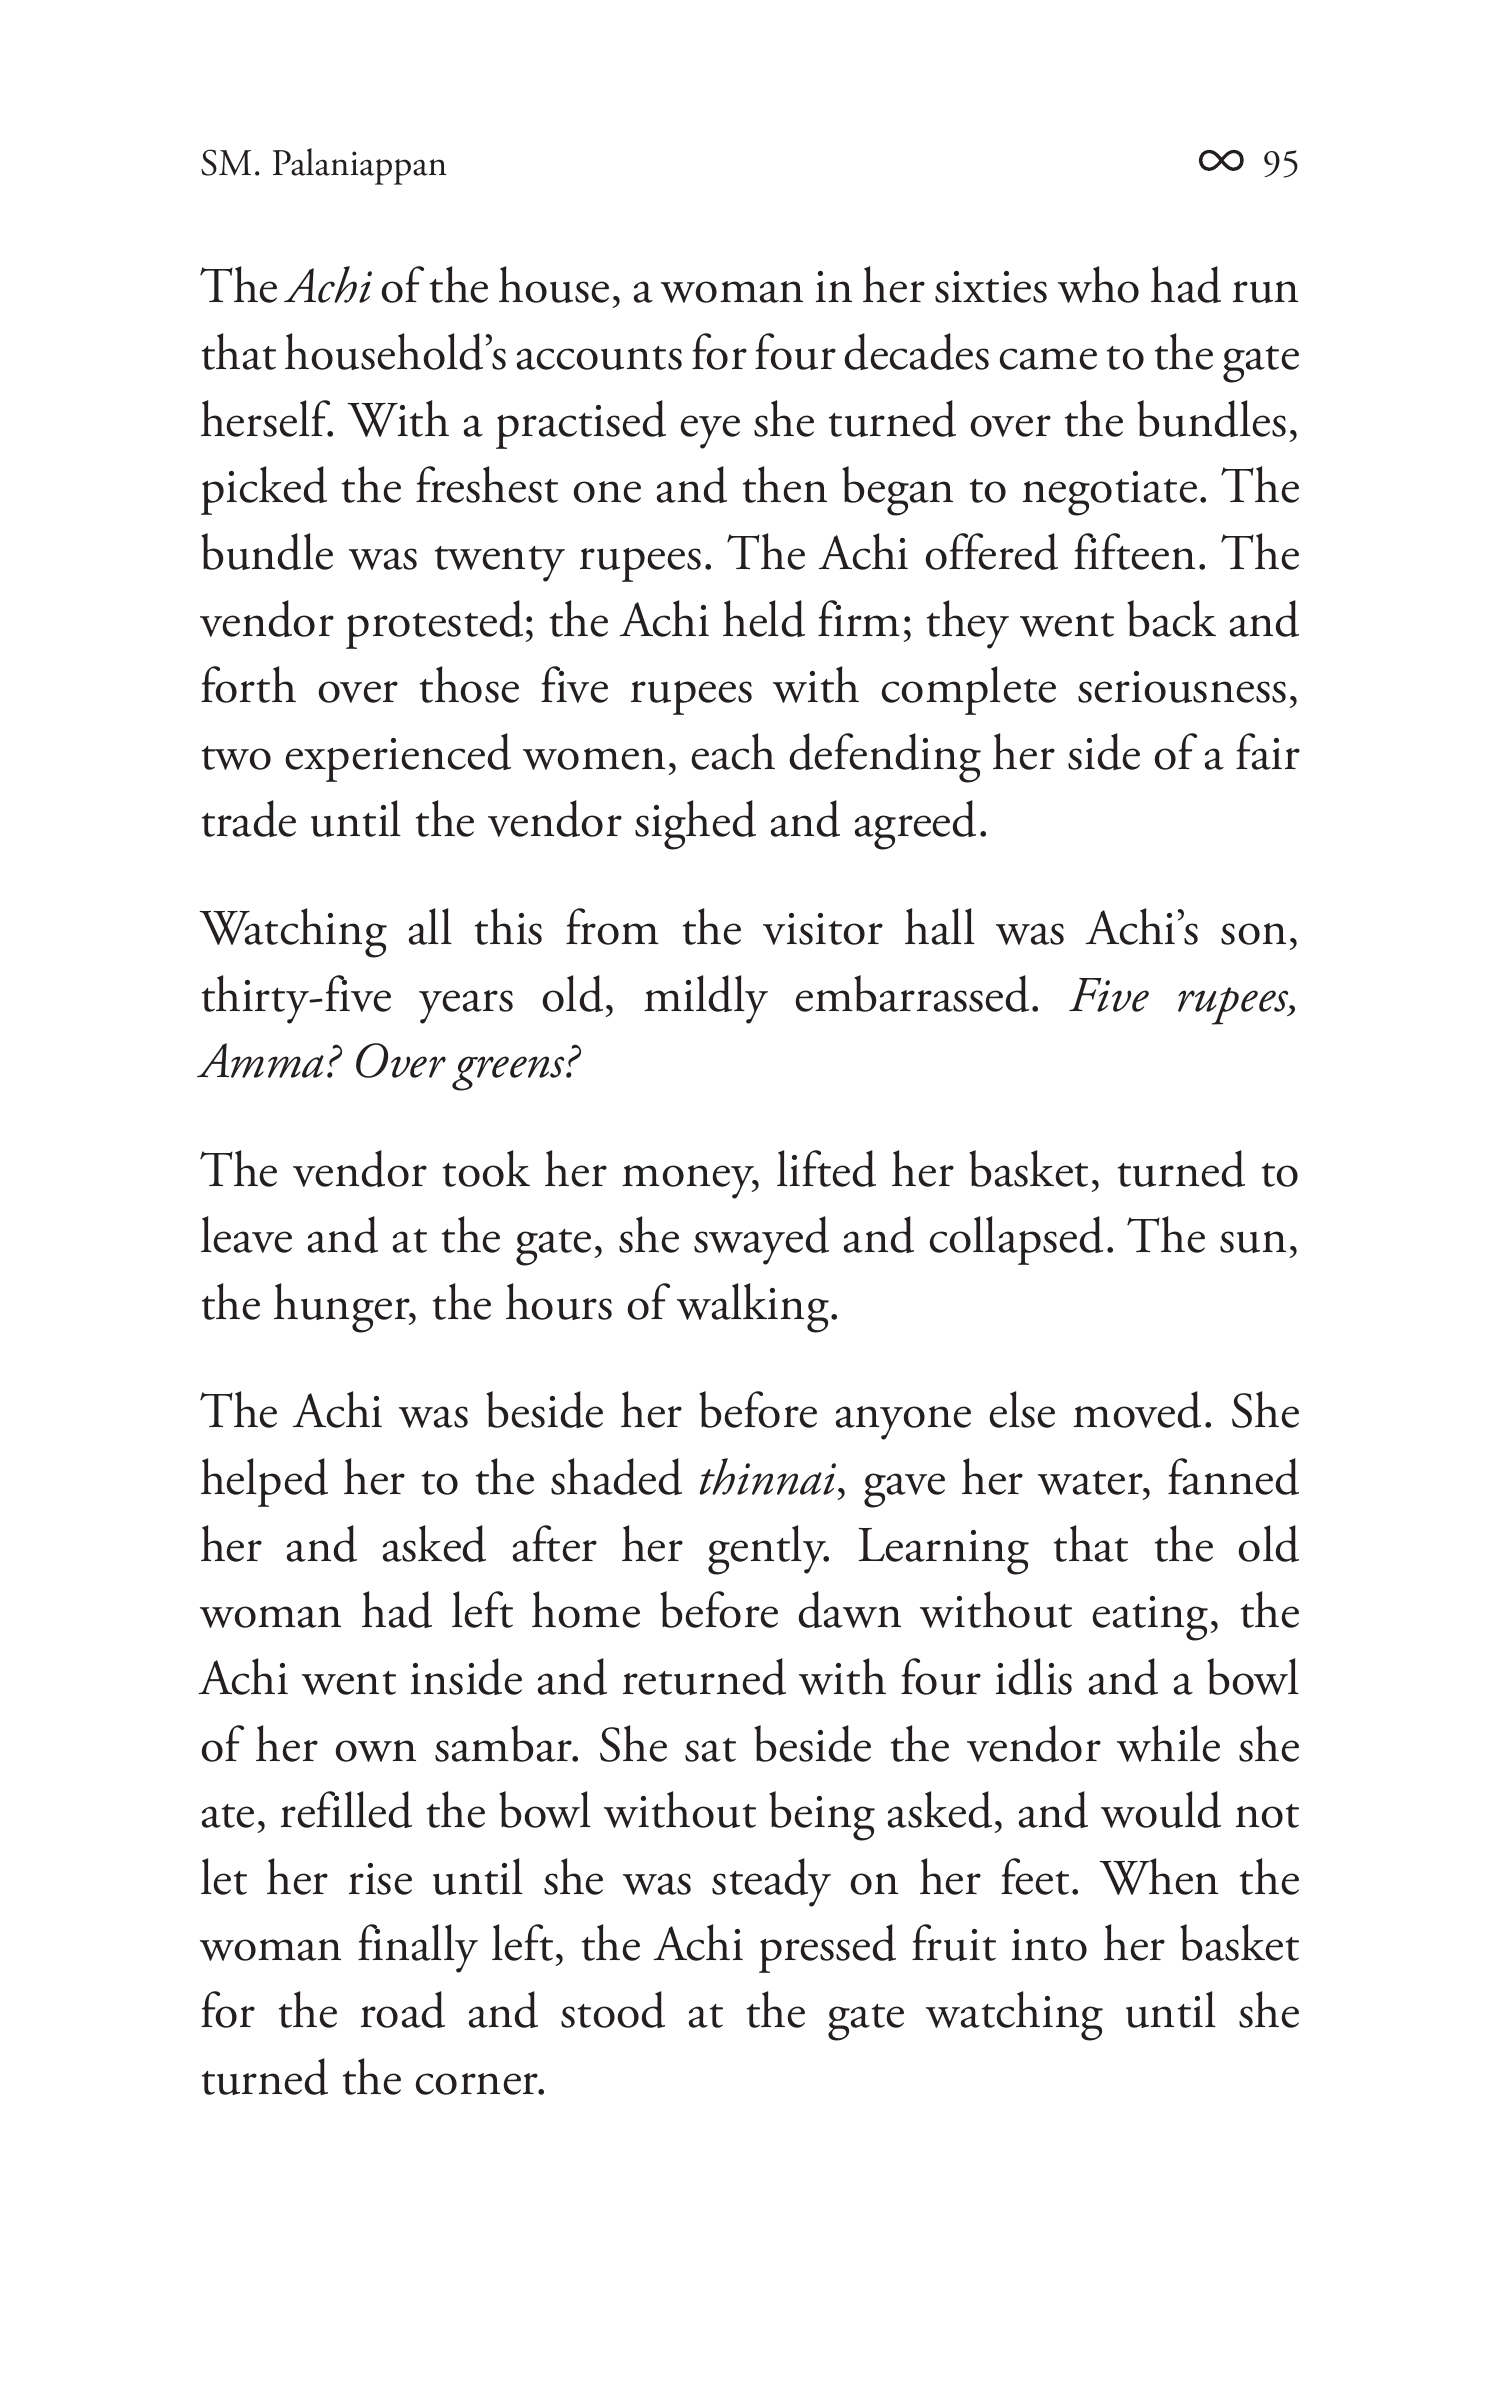 SM. Palaniappan ∞ 95
The Achi of the house, a woman in her sixties who had run
that household’s accounts for four decades came to the gate
herself. With a practised eye she turned over the bundles,
picked the freshest one and then began to negotiate. The
bundle was twenty rupees. The Achi offered fifteen. The
vendor protested; the Achi held firm; they went back and
forth over those five rupees with complete seriousness,
two experienced women, each defending her side of a fair
trade until the vendor sighed and agreed.
Watching all this from the visitor hall was Achi’s son,
thirty-five years old, mildly embarrassed. Five rupees,
Amma? Over greens?
The vendor took her money, lifted her basket, turned to
leave and at the gate, she swayed and collapsed. The sun,
the hunger, the hours of walking.
The Achi was beside her before anyone else moved. She
helped her to the shaded thinnai, gave her water, fanned
her and asked after her gently. Learning that the old
woman had left home before dawn without eating, the
Achi went inside and returned with four idlis and a bowl
of her own sambar. She sat beside the vendor while she
ate, refilled the bowl without being asked, and would not
let her rise until she was steady on her feet. When the
woman finally left, the Achi pressed fruit into her basket
for the road and stood at the gate watching until she
turned the corner.